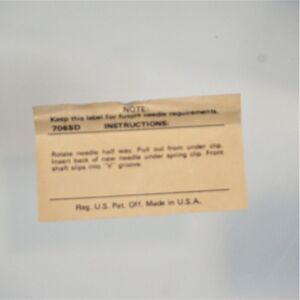 NOTE:
Keep this label for future needle requirements.
706SD INSTRUCTIONS:
Rotate needle half way. Pull out from under clip.
Insert back of new needle under spring clip. Front
shaft slips into "V" groove.
Reg. U.S. Pat. Off. Made in U.S.A.